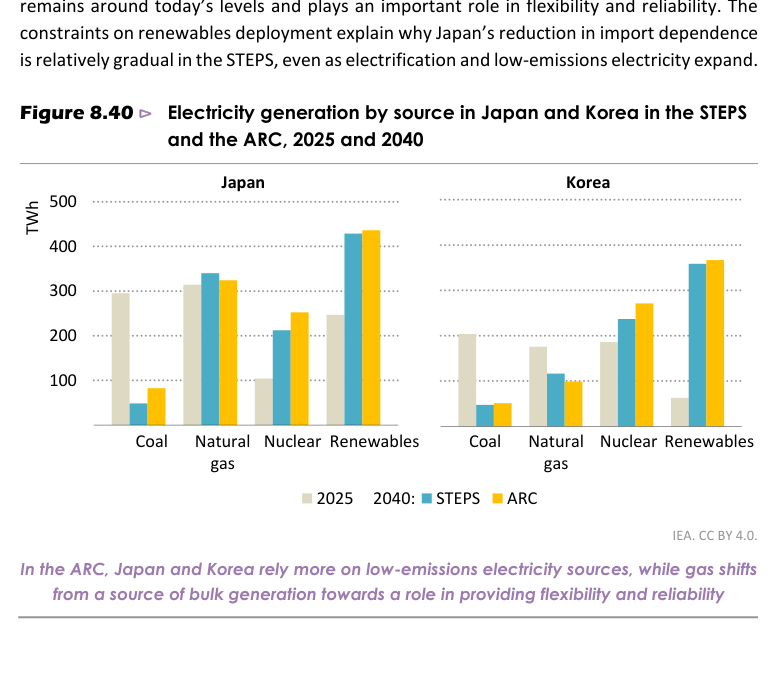 remains around today's levels and plays an important role in flexibility and reliability. The
constraints on renewables deployment explain why Japan's reduction in import dependence
is relatively gradual in the STEPS, even as electrification and low-emissions electricity expand.
Figure 8.40 ▷ Electricity generation by source in Japan and Korea in the STEPS
and the ARC, 2025 and 2040
Japan
Korea
TWh
500
400
300
200
100
Coal
Natural
gas
Nuclear
Renewables
Coal
Natural
gas
Nuclear
Renewables
2025 2040: STEPS ARC
IEA. CC BY 4.0.
In the ARC, Japan and Korea rely more on low-emissions electricity sources, while gas shifts
from a source of bulk generation towards a role in providing flexibility and reliability